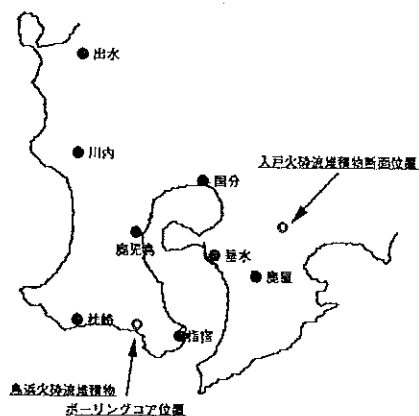 出水
川内
国分
入戸火砕流堆積物断面位置
鹿児島
垂水
鹿屋
枕崎
指宿
鳥浜火砕流堆積物
ボーリングコア位置